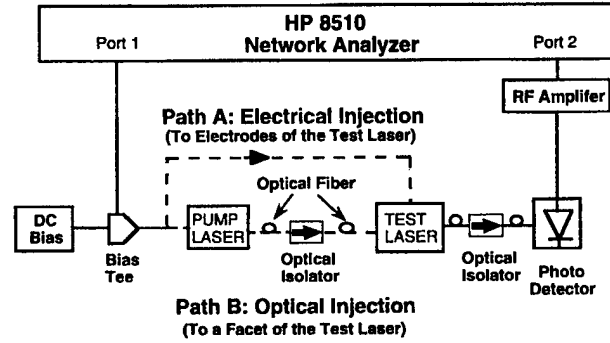 HP 8510
Network Analyzer
Port 1
Port 2
RF Amplifer
Path A: Electrical Injection
(To Electrodes of the Test Laser)
Optical Fiber
DC
Bias
Bias
Tee
PUMP
LASER
Optical
Isolator
TEST
LASER
Optical
Isolator
Photo
Detector
Path B: Optical Injection
(To a Facet of the Test Laser)